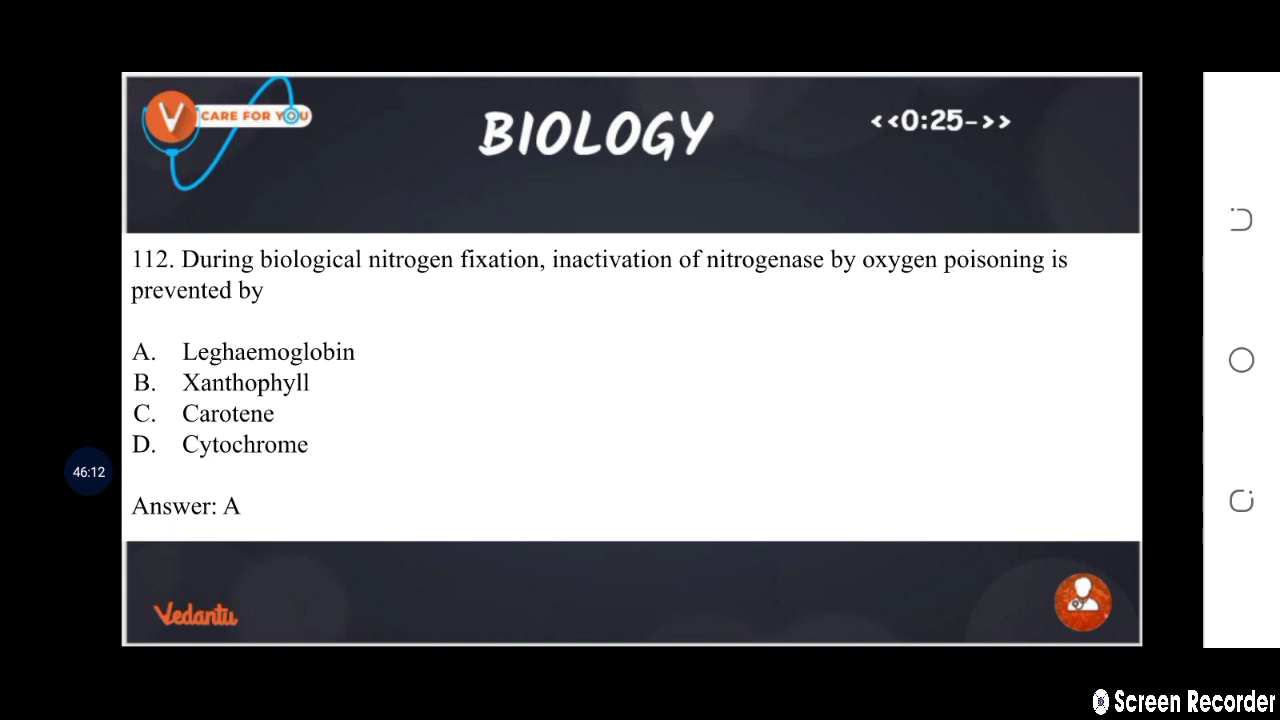 V CARE FOR YOU
BIOLOGY
<<0:25->>
112. During biological nitrogen fixation, inactivation of nitrogenase by oxygen poisoning is
prevented by
A. Leghaemoglobin
B. Xanthophyll
C. Carotene
D. Cytochrome
46:12
Answer: A
Vedantu
Screen Recorder